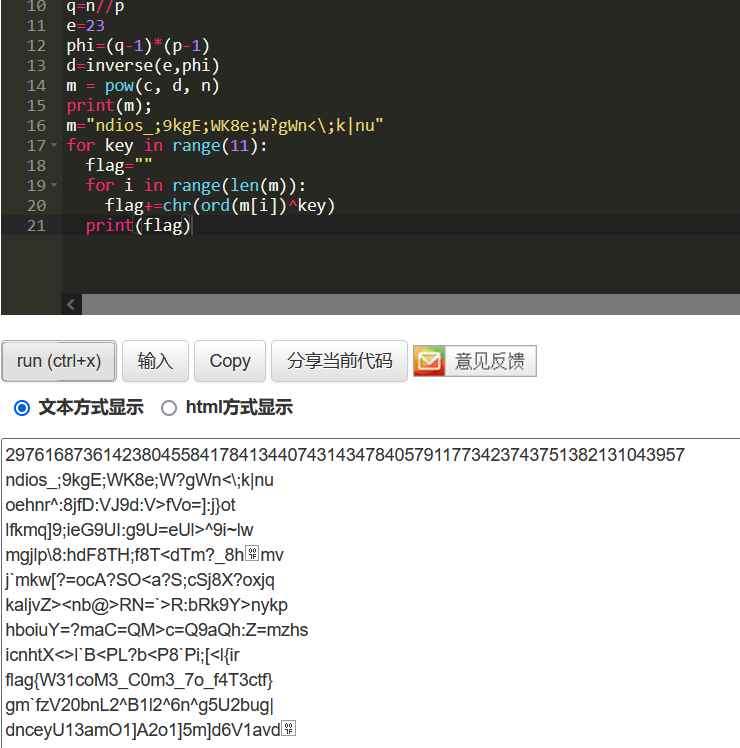 10 q=n//p
11 e=23
12 phi=(q-1)*(p-1)
13 d=inverse(e,phi)
14 m = pow(c, d, n)
15 print(m);
16 m="ndios_;9kgE;WK8e;W?gWn<\;k|nu"
17 for key in range(11):
18   flag=""
19   for i in range(len(m)):
20     flag+=chr(ord(m[i])^key)
21   print(flag)
run (ctrl+x) 输入 Copy 分享当前代码 意见反馈
文本方式显示 html方式显示
2976168736142380455841784134407431434784057911773423743751382131043957
ndios_;9kgE;WK8e;W?gWn<\;k|nu
oehnr^:8jfD:VJ9d:V>fVo=]:j}ot
lfkmq]9;ieG9UI:g9U=eUl>^9i~lw
mgjlp\8:hdF8TH;f8T<dTm?_8hmv
j`mkw[?=ocA?SO<a?S;cSj8X?oxjq
kaljvZ><nb@>RN=`>R:bRk9Y>nykp
hboiuY=?maC=QM>c=Q9aQh:Z=mzhs
icnhtX<>l`B<PL?b<P8`Pi;[<l{ir
flag{W31coM3_C0m3_7o_f4T3ctf}
gm`fzV20bnL2^B1l2^6n^g5U2bug|
dnceyU13amO1]A2o1]5m]d6V1avd